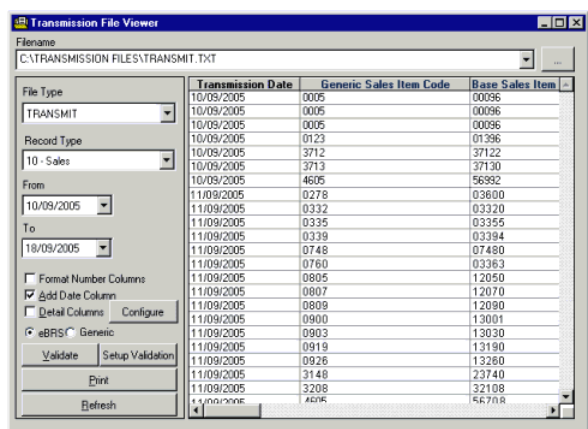 Transmission File Viewer
Filename
C:\TRANSMISSION FILES\TRANSMIT.TXT
...
File Type
TRANSMIT
Record Type
10 - Sales
From
10/09/2005
To
18/09/2005
Format Number Columns
Add Date Column
Detail Columns Configure
eBRS Generic
Validate Setup Validation
Print
Refresh
Transmission Date Generic Sales Item Code Base Sales Item
10/09/2005 0005 00096
10/09/2005 0005 00096
10/09/2005 0005 00096
10/09/2005 0123 01396
10/09/2005 3712 37122
10/09/2005 3713 37130
10/09/2005 4605 56992
11/09/2005 0278 03600
11/09/2005 0332 03320
11/09/2005 0335 03355
11/09/2005 0339 03394
11/09/2005 0748 07480
11/09/2005 0760 03363
11/09/2005 0805 12050
11/09/2005 0807 12070
11/09/2005 0809 12090
11/09/2005 0900 13001
11/09/2005 0903 13030
11/09/2005 0919 13190
11/09/2005 0926 13260
11/09/2005 3148 23740
11/09/2005 3208 32108
11/09/2005 4605 56708